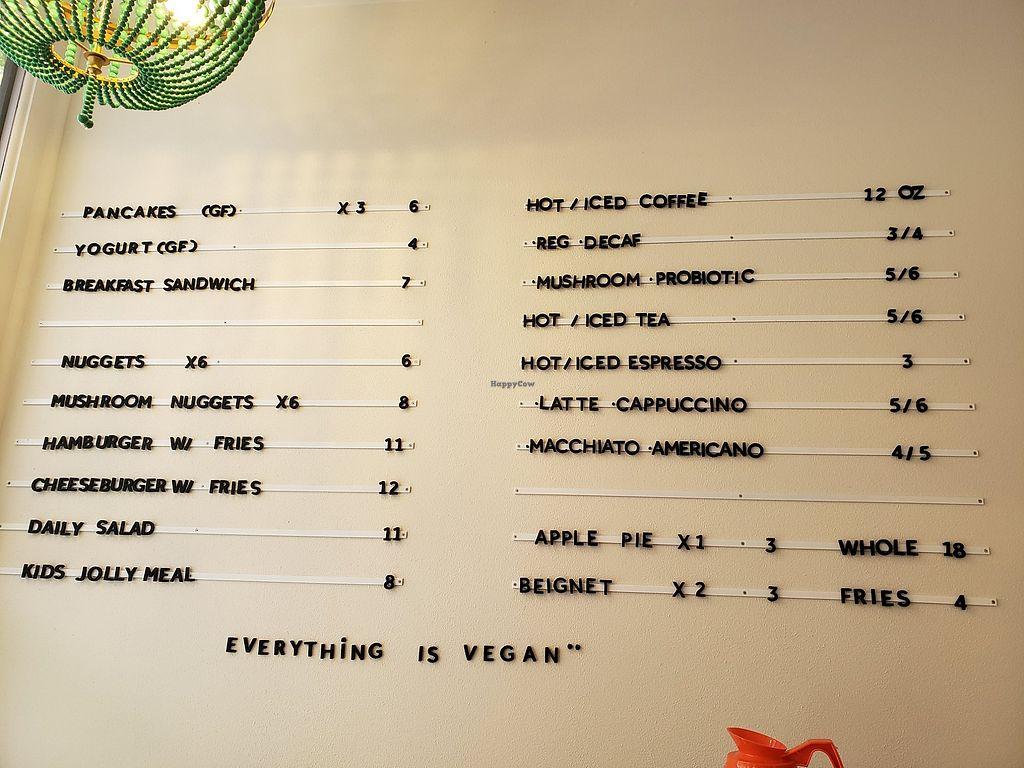 PANCAKES (GF) X 3 6
YOGURT (GF) 4
BREAKFAST SANDWICH 7
NUGGETS X6 6
MUSHROOM NUGGETS X6 8
HAMBURGER W/ FRIES 11
CHEESEBURGER W/ FRIES 12
DAILY SALAD 11
KIDS JOLLY MEAL 8
HOT / ICED COFFEE 12 OZ
·REG ·DECAF 3/4
·MUSHROOM ·PROBIOTIC 5/6
HOT / ICED TEA 5/6
HOT/ICED ESPRESSO 3
·LATTE ·CAPPUCCINO 5/6
·MACCHIATO ·AMERICANO 4/5
APPLE PIE X1 3 WHOLE 18
BEIGNET X 2 3 FRIES 4
EVERYTHING IS VEGAN¨
HappyCow